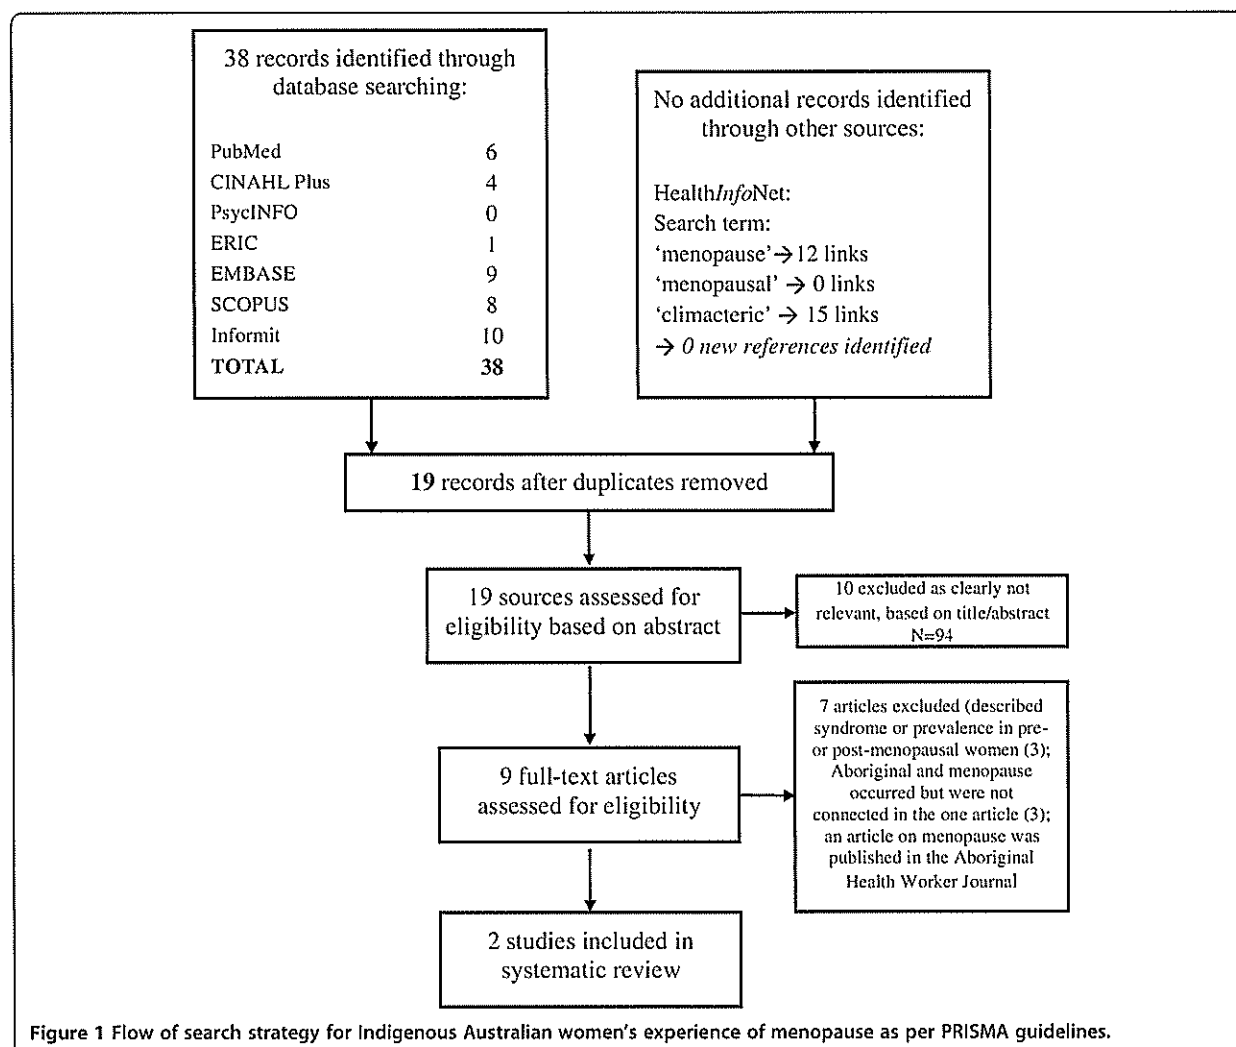 38 records identified through
database searching:
PubMed 6
CINAHL Plus 4
PsycINFO 0
ERIC 1
EMBASE 9
SCOPUS 8
Informit 10
TOTAL 38
No additional records identified
through other sources:
HealthInfoNet:
Search term:
‘menopause’→12 links
‘menopausal’ → 0 links
‘climacteric’ → 15 links
→ 0 new references identified
19 records after duplicates removed
19 sources assessed for
eligibility based on abstract
10 excluded as clearly not
relevant, based on title/abstract
N=94
9 full-text articles
assessed for eligibility
7 articles excluded (described
syndrome or prevalence in pre-
or post-menopausal women (3);
Aboriginal and menopause
occurred but were not
connected in the one article (3);
an article on menopause was
published in the Aboriginal
Health Worker Journal
2 studies included in
systematic review
Figure 1 Flow of search strategy for Indigenous Australian women’s experience of menopause as per PRISMA guidelines.